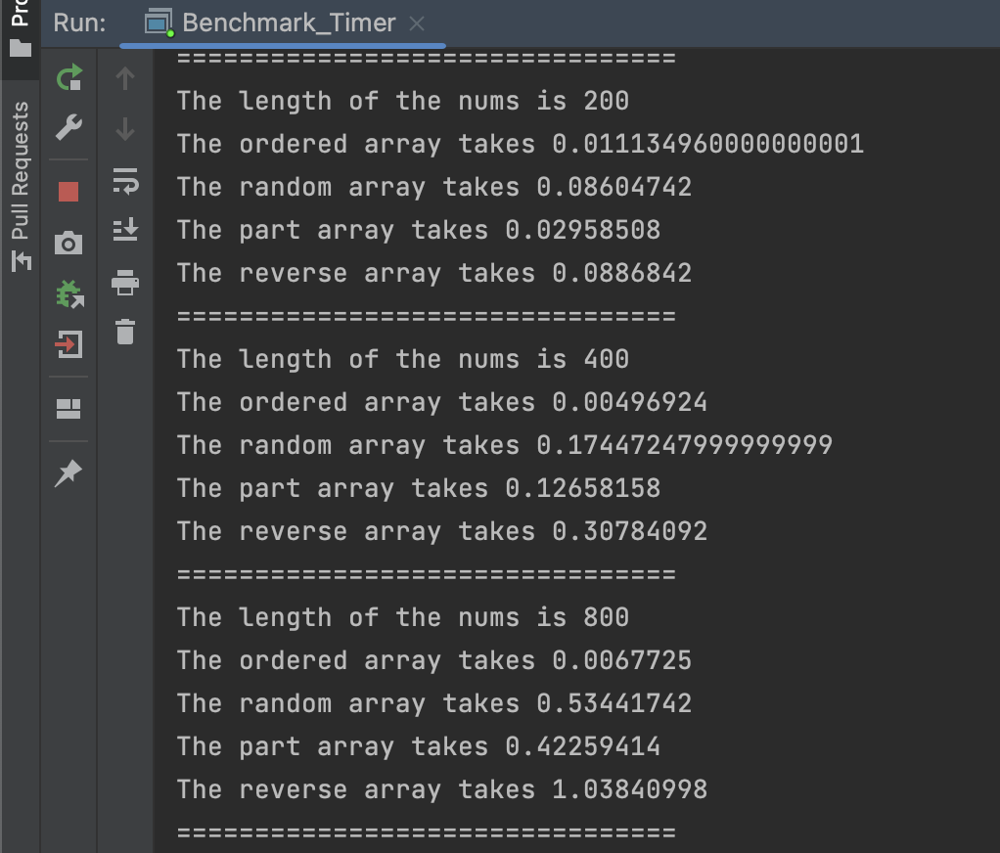 Run: Benchmark_Timer
Pull Requests
================================
The length of the nums is 200
The ordered array takes 0.011134960000000001
The random array takes 0.08604742
The part array takes 0.02958508
The reverse array takes 0.0886842
================================
The length of the nums is 400
The ordered array takes 0.00496924
The random array takes 0.17447247999999999
The part array takes 0.12658158
The reverse array takes 0.30784092
================================
The length of the nums is 800
The ordered array takes 0.0067725
The random array takes 0.53441742
The part array takes 0.42259414
The reverse array takes 1.03840998
================================